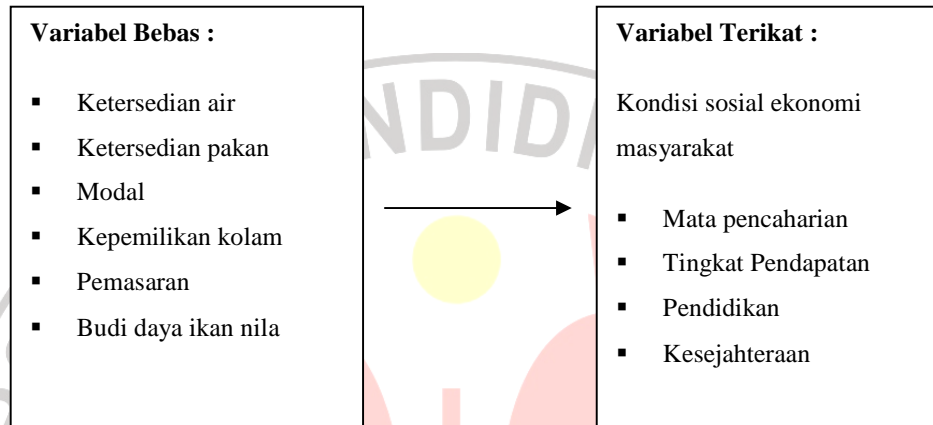 Variabel Bebas :
▪ Ketersedian air
▪ Ketersedian pakan
▪ Modal
▪ Kepemilikan kolam
▪ Pemasaran
▪ Budi daya ikan nila
Variabel Terikat :
Kondisi sosial ekonomi
masyarakat
▪ Mata pencaharian
▪ Tingkat Pendapatan
▪ Pendidikan
▪ Kesejahteraan